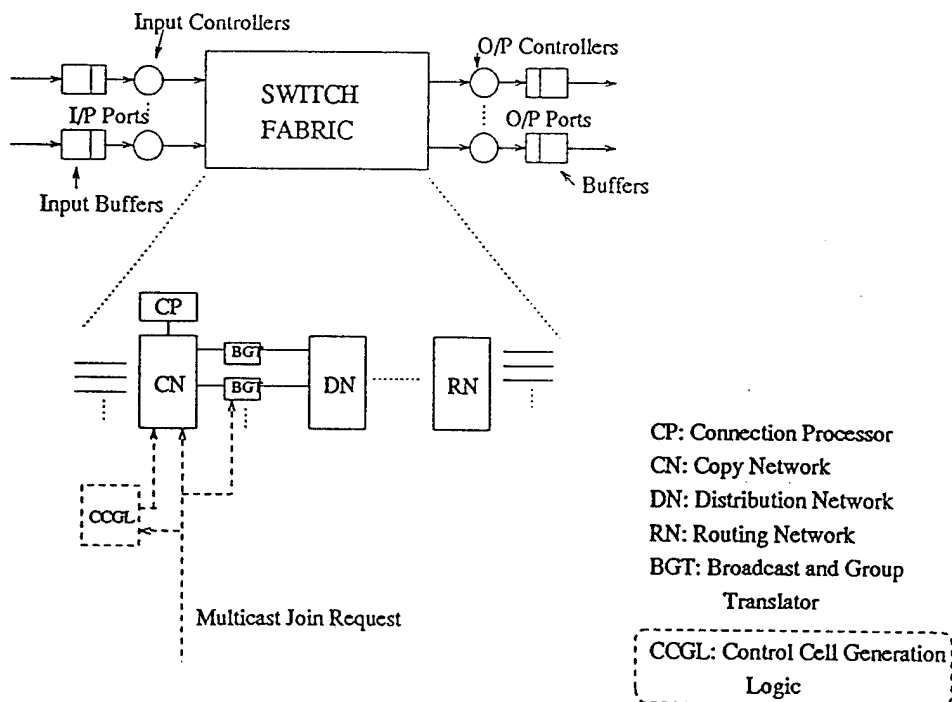 Input Controllers
O/P Controllers
SWITCH
FABRIC
I/P Ports
O/P Ports
Input Buffers
Buffers
CP
CN
BGT
BGT
DN
RN
CCGL
Multicast Join Request
CP: Connection Processor
CN: Copy Network
DN: Distribution Network
RN: Routing Network
BGT: Broadcast and Group
Translator
CCGL: Control Cell Generation
Logic